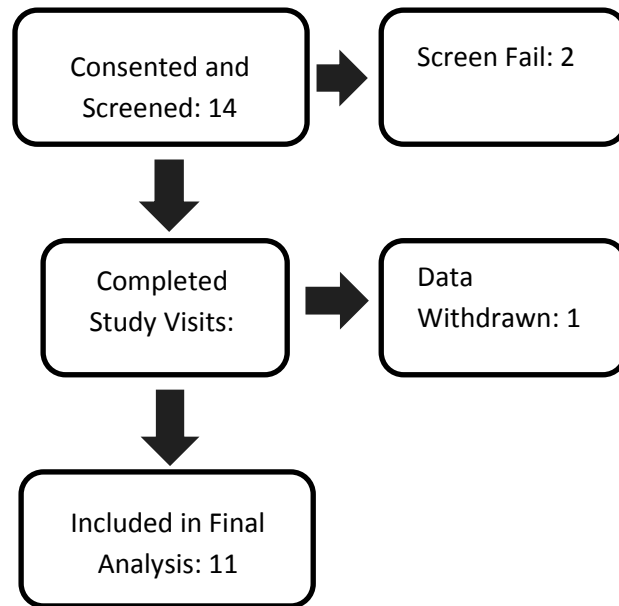 Consented and
Screened: 14
Screen Fail: 2
Completed
Study Visits:
Data
Withdrawn: 1
Included in Final
Analysis: 11